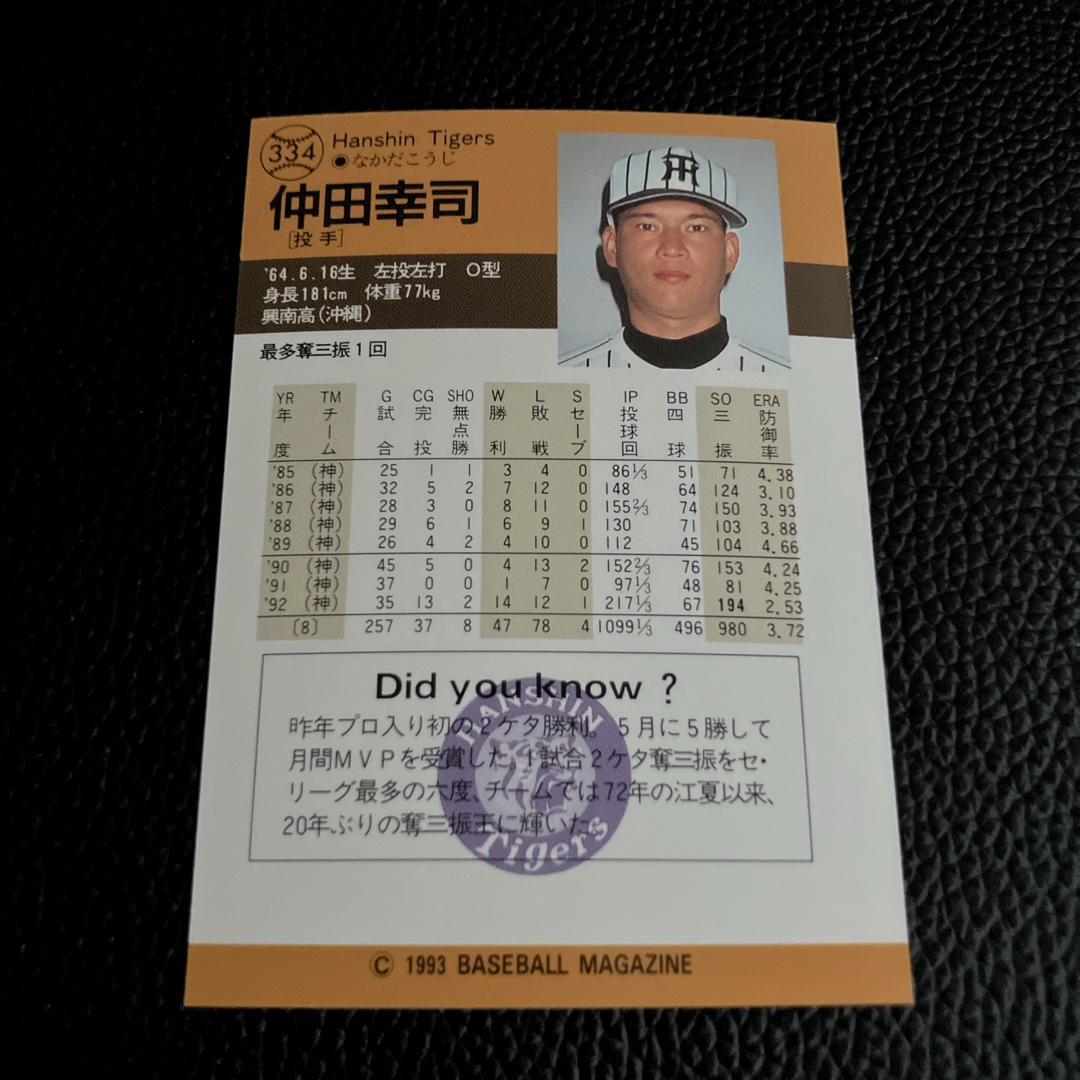 334
Hanshin Tigers
●なかだこうじ
仲田幸司
[投手]
'64.6.16生 左投左打 O型
身長181cm 体重77kg
興南高(沖縄)
最多奪三振1回
YR TM G CG SHO W L S IP BB SO ERA
年度 チーム 試合 完投 無点勝 勝利 敗戦 セーブ 投球回 四球 三振 防御率
'85 (神) 25 1 1 3 4 0 86⅓ 51 71 4.38
'86 (神) 32 5 2 7 12 0 148 64 124 3.10
'87 (神) 28 3 0 8 11 0 155⅔ 74 150 3.93
'88 (神) 29 6 1 6 9 1 130 71 103 3.88
'89 (神) 26 4 2 4 10 0 112 45 104 4.66
'90 (神) 45 5 0 4 13 2 152⅔ 76 153 4.24
'91 (神) 37 0 0 1 7 0 97⅓ 48 81 4.25
'92 (神) 35 13 2 14 12 1 217⅓ 67 194 2.53
[8] 257 37 8 47 78 4 1099⅓ 496 980 3.72
Did you know ?
昨年プロ入り初の2ケタ勝利。5月に5勝して
月間MVPを受賞した。1試合2ケタ奪三振をセ・
リーグ最多の六度、チームでは72年の江夏以来、
20年ぶりの奪三振王に輝いた。
HANSHIN
Tigers
© 1993 BASEBALL MAGAZINE